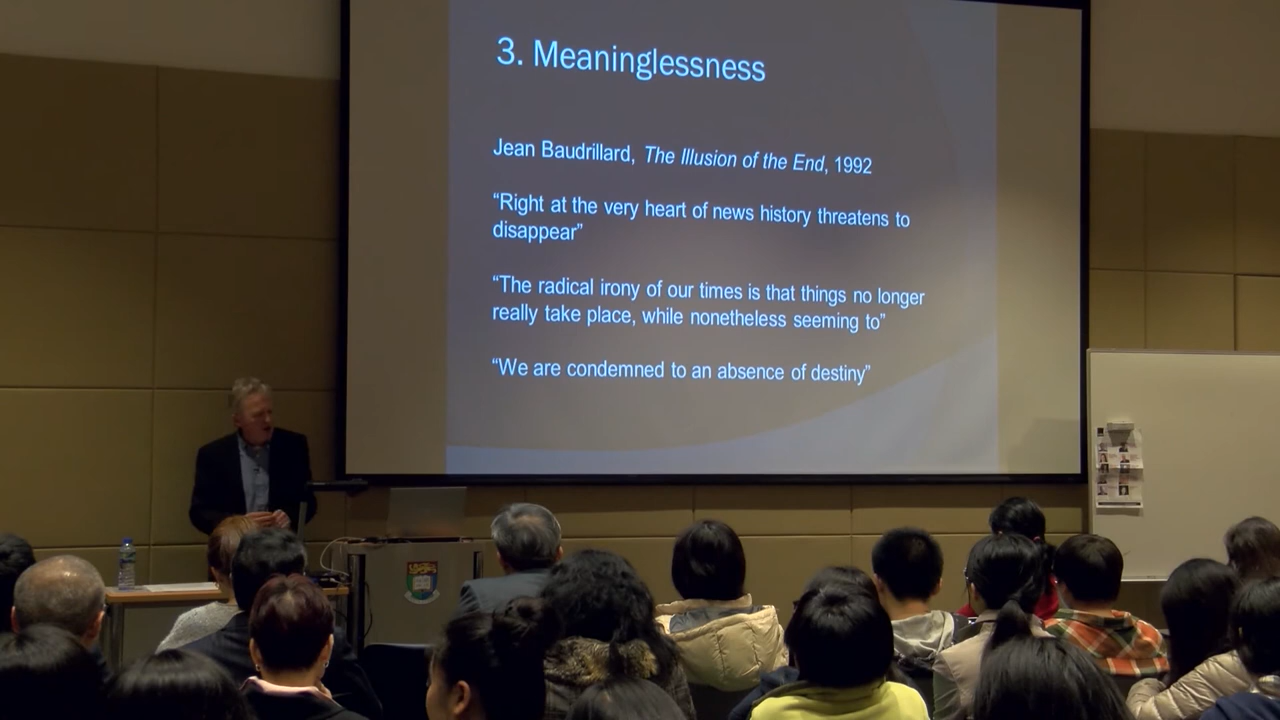 3. Meaninglessness
Jean Baudrillard, The Illusion of the End, 1992
“Right at the very heart of news history threatens to
disappear”
“The radical irony of our times is that things no longer
really take place, while nonetheless seeming to”
“We are condemned to an absence of destiny”